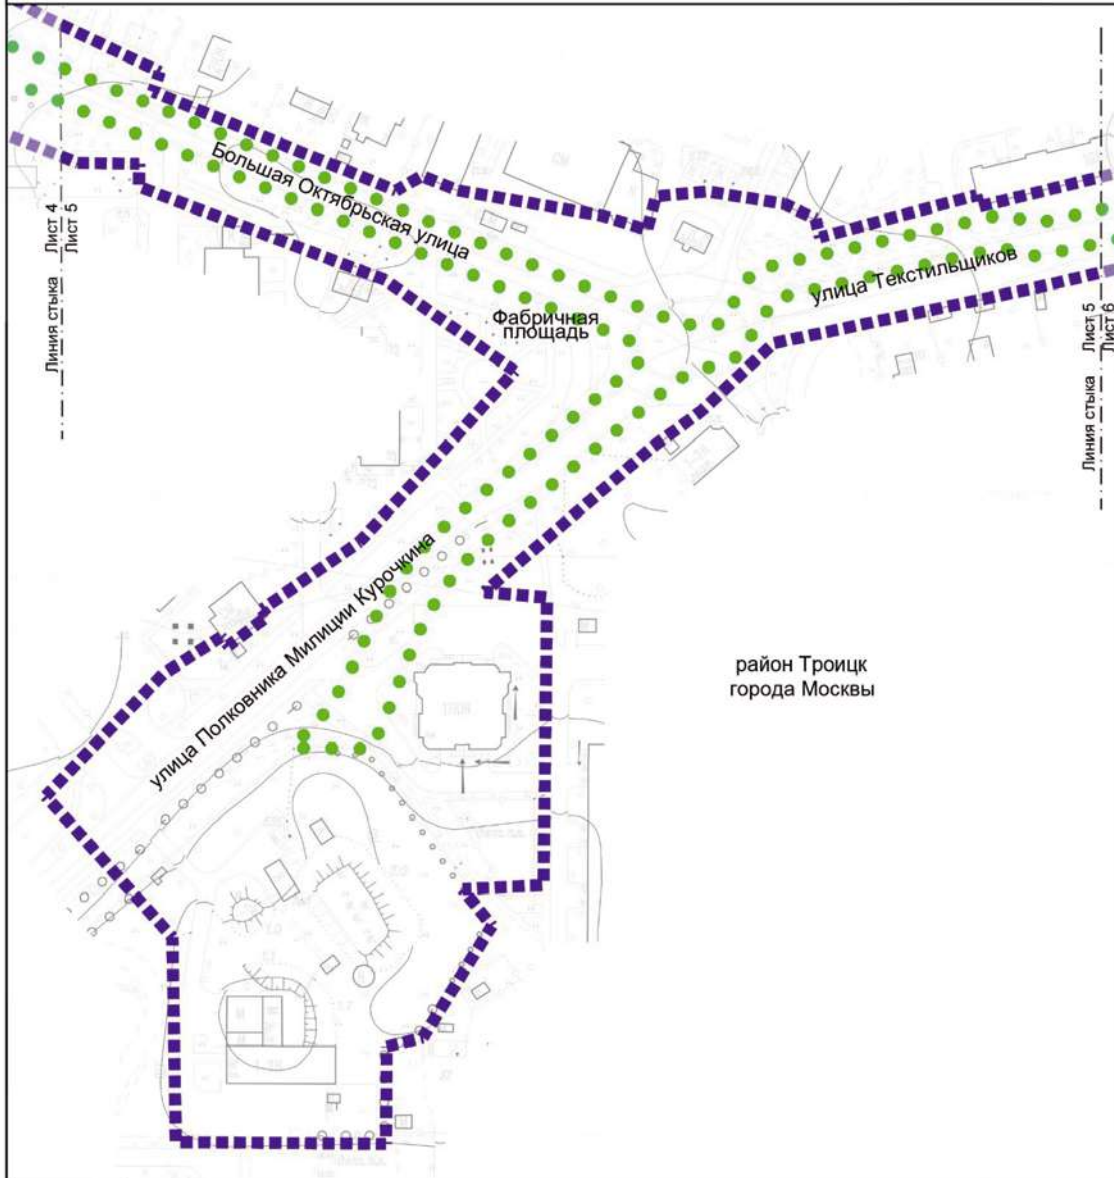 Большая Октябрьская улица
Лист 4
Лист 5
Линия стыка
Фабричная
площадь
улица Текстильщиков
Лист 5
Лист 6
Линия стыка
улица Полковника Милиции Курочкина
район Троицк
города Москвы